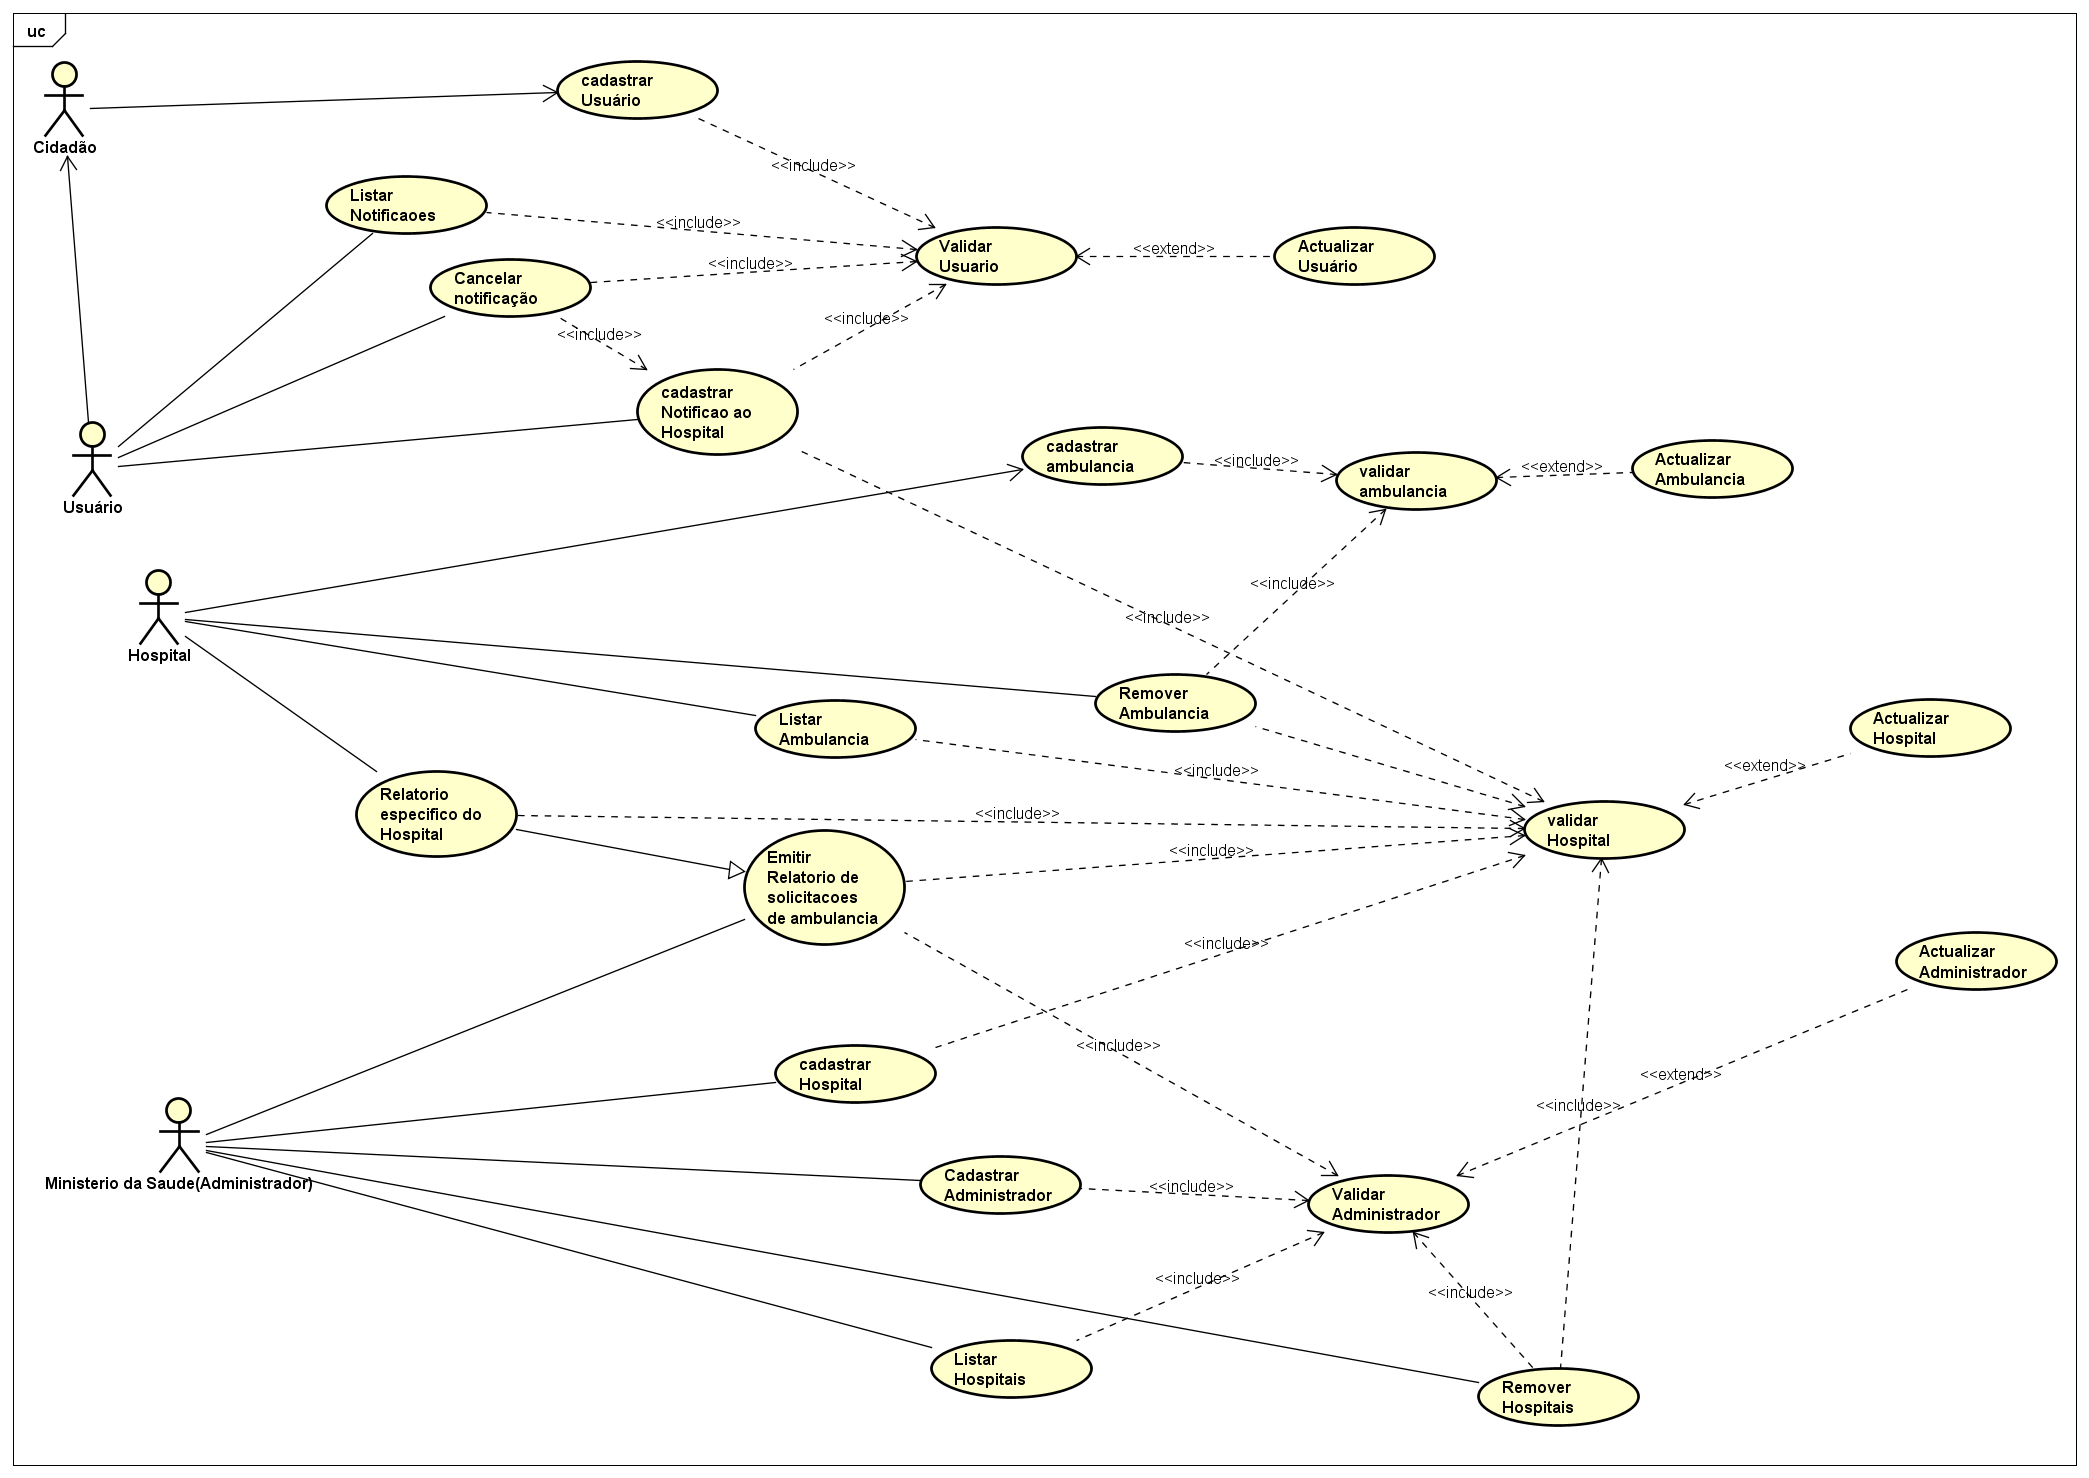 uc
Cidadão
cadastrar
Usuário
<<include>>
Listar
Notificaoes
<<include>>
Validar
Usuario
<<extend>>
Actualizar
Usuário
Cancelar
notificação
<<include>>
<<include>>
<<include>>
cadastrar
Notificao ao
Hospital
Usuário
cadastrar
ambulancia
<<include>>
validar
ambulancia
<<extend>>
Actualizar
Ambulancia
Hospital
<<include>>
<<include>>
Remover
Ambulancia
Listar
Ambulancia
<<include>>
Actualizar
Hospital
<<extend>>
Relatorio
especifico do
Hospital
<<include>>
validar
Hospital
Emitir
Relatorio de
solicitacoes
de ambulancia
<<include>>
<<include>>
Actualizar
Administrador
<<include>>
cadastrar
Hospital
<<extend>>
<<include>>
Ministerio da Saude(Administrador)
Cadastrar
Administrador
<<include>>
Validar
Administrador
<<include>>
<<include>>
Listar
Hospitais
Remover
Hospitais